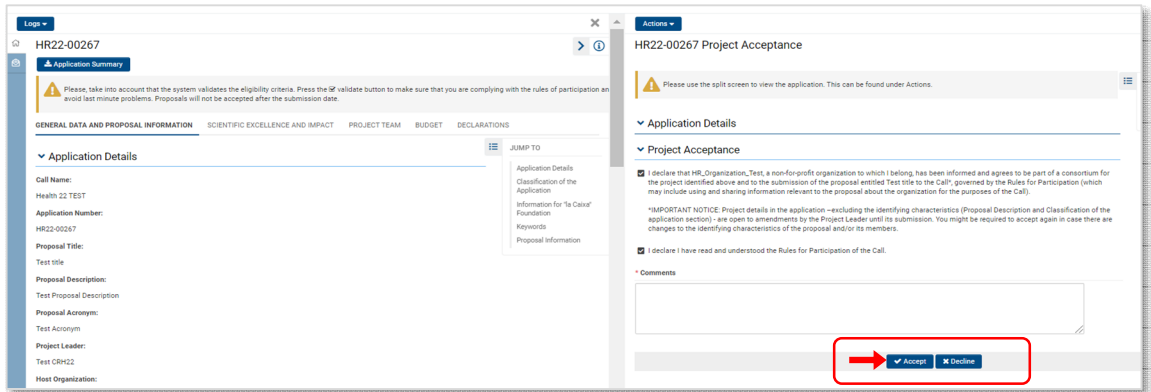 Logs
HR22-00267
Application Summary
Please, take into account that the system validates the eligibility criteria. Press the validate button to make sure that you are complying with the rules of participation an
avoid last minute problems. Proposals will not be accepted after the submission date.
GENERAL DATA AND PROPOSAL INFORMATION SCIENTIFIC EXCELLENCE AND IMPACT PROJECT TEAM BUDGET DECLARATIONS
Application Details
Call Name:
Health 22 TEST
Application Number:
HR22-00267
Proposal Title:
Test title
Proposal Description:
Test Proposal Description
Proposal Acronym:
Test Acronym
Project Leader:
Test CRH22
Host Organization:
JUMP TO
Application Details
Classification of the
Application
Information for "la Caixa"
Foundation
Keywords
Proposal Information
Actions
HR22-00267 Project Acceptance
Please use the split screen to view the application. This can be found under Actions.
Application Details
Project Acceptance
I declare that HR_Organization_Test, a non-for-profit organization to which I belong, has been informed and agrees to be part of a consortium for
the project identified above and to the submission of the proposal entitled Test title to the Call*, governed by the Rules for Participation (which
may include using and sharing information relevant to the proposal about the organization for the purposes of the Call).
*IMPORTANT NOTICE: Project details in the application –excluding the identifying characteristics (Proposal Description and Classification of the
application section) - are open to amendments by the Project Leader until its submission. You might be required to accept again in case there are
changes to the identifying characteristics of the proposal and/or its members.
I declare I have read and understood the Rules for Participation of the Call.
* Comments
Accept
Decline